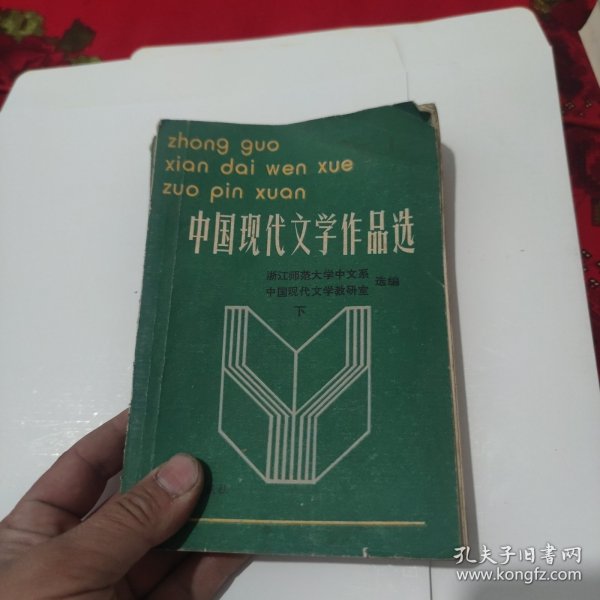 zhong guo
xian dai wen xue
zuo pin xuan
中国现代文学作品选
浙江师范大学中文系
中国现代文学教研室
选编
下
孔夫子旧书网
www.kongfz.com